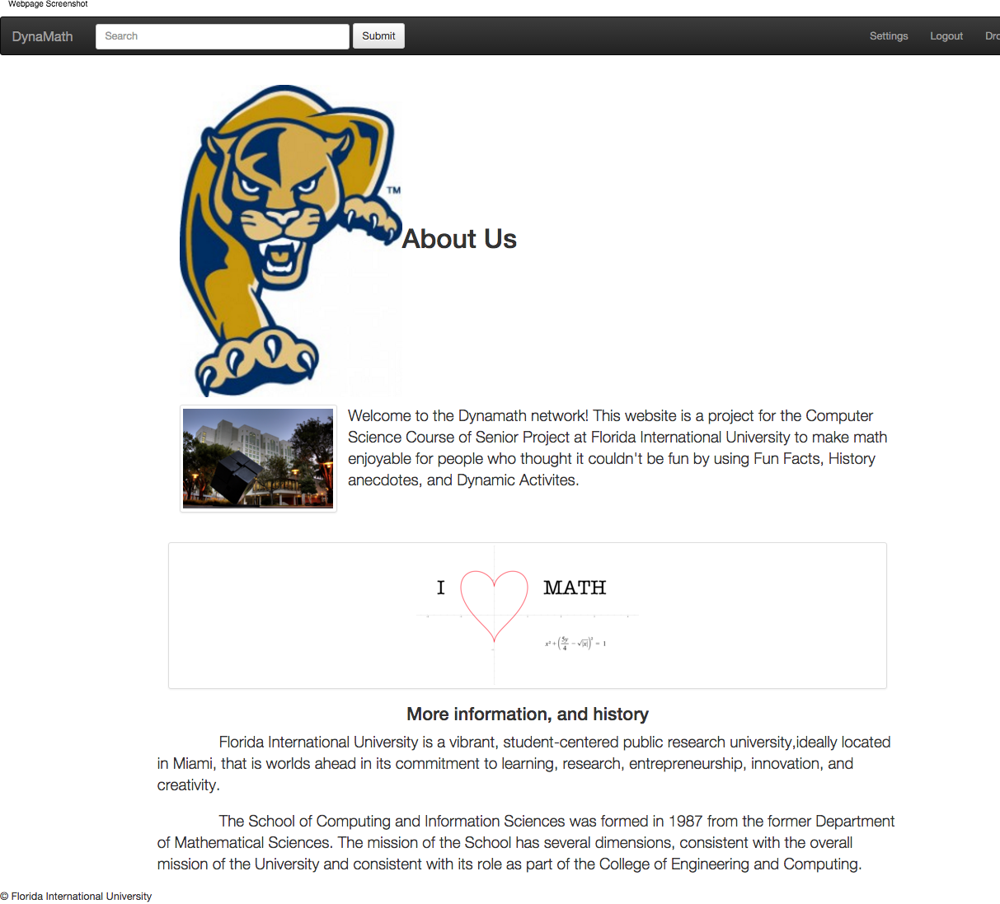 Webpage Screenshot
DynaMath Search Submit Settings Logout
TM
About Us
Welcome to the Dynamath network! This website is a project for the Computer
Science Course of Senior Project at Florida International University to make math
enjoyable for people who thought it couldn't be fun by using Fun Facts, History
anecdotes, and Dynamic Activites.
I MATH
x² + (5y/4 − √|x|)² = 1
More information, and history
Florida International University is a vibrant, student-centered public research university,ideally located
in Miami, that is worlds ahead in its commitment to learning, research, entrepreneurship, innovation, and
creativity.
The School of Computing and Information Sciences was formed in 1987 from the former Department
of Mathematical Sciences. The mission of the School has several dimensions, consistent with the overall
mission of the University and consistent with its role as part of the College of Engineering and Computing.
© Florida International University